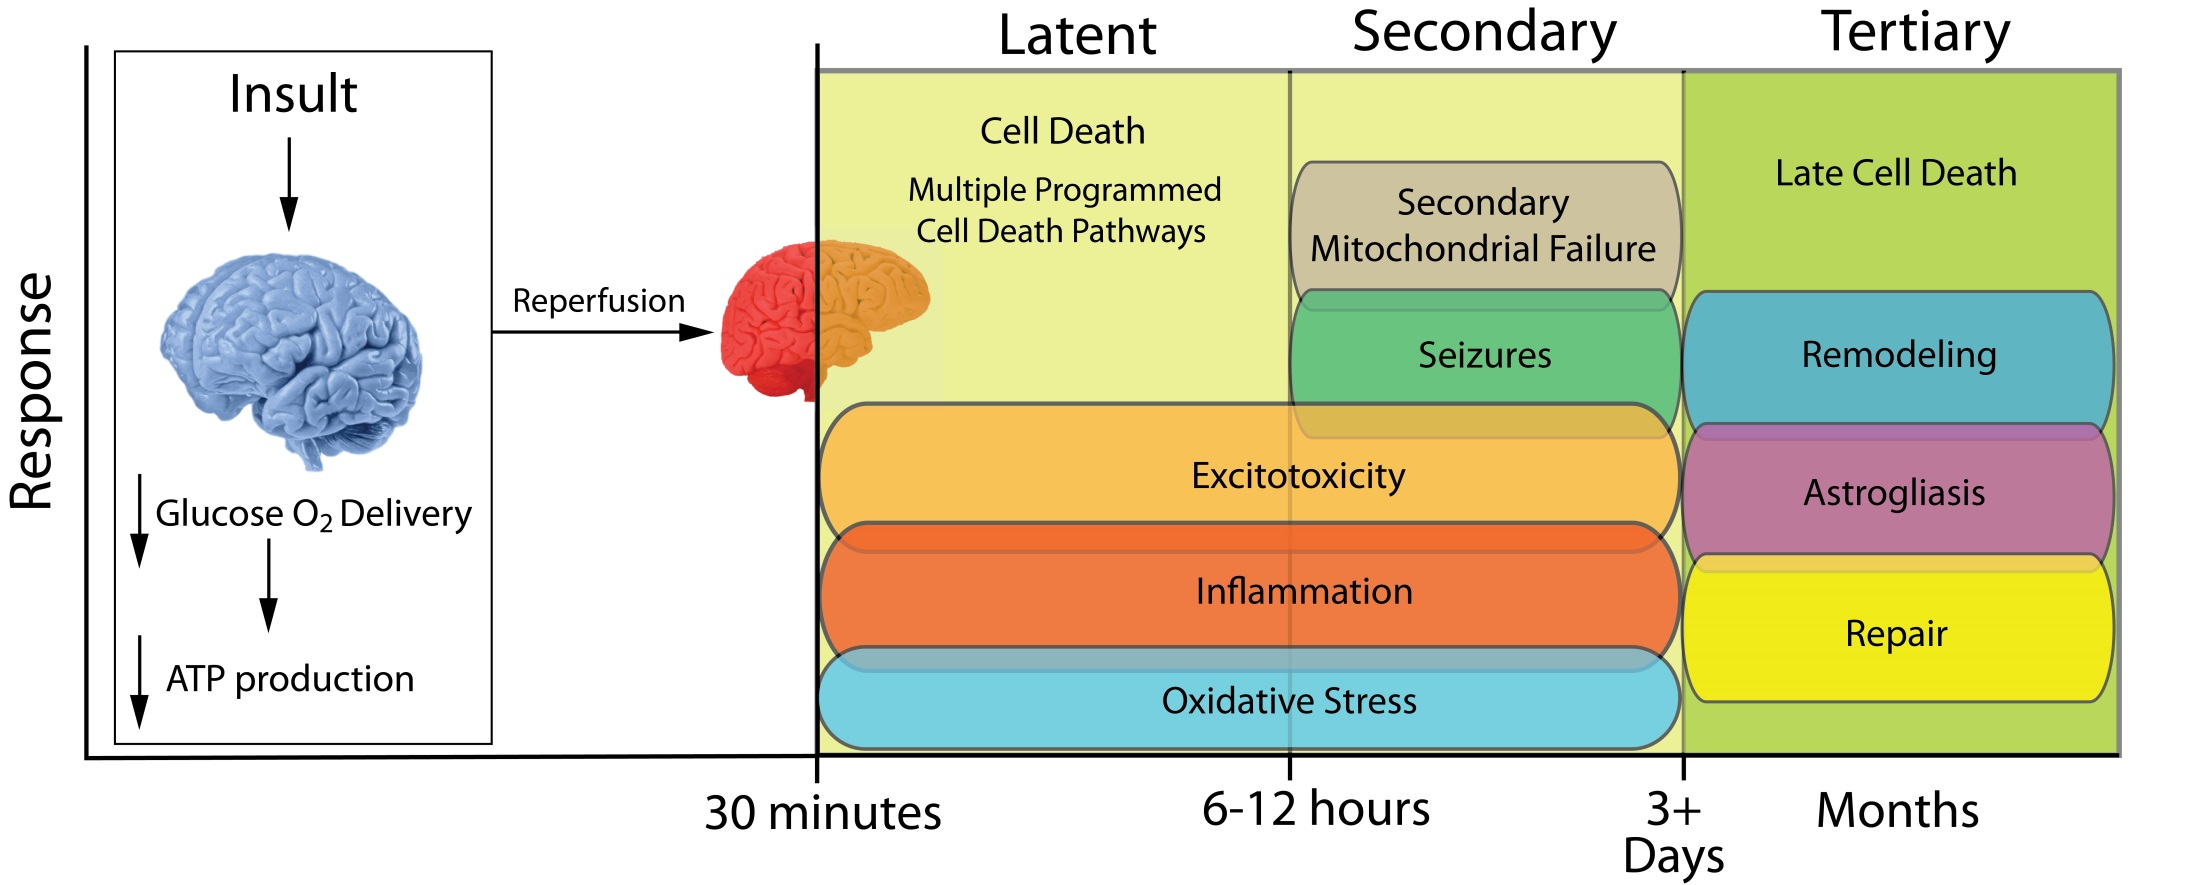 Response
Insult
Glucose O₂ Delivery
ATP production
Reperfusion
Latent
Secondary
Tertiary
Cell Death
Multiple Programmed
Cell Death Pathways
Secondary
Mitochondrial Failure
Seizures
Excitotoxicity
Inflammation
Oxidative Stress
Late Cell Death
Remodeling
Astrogliasis
Repair
30 minutes
6-12 hours
3+
Days
Months